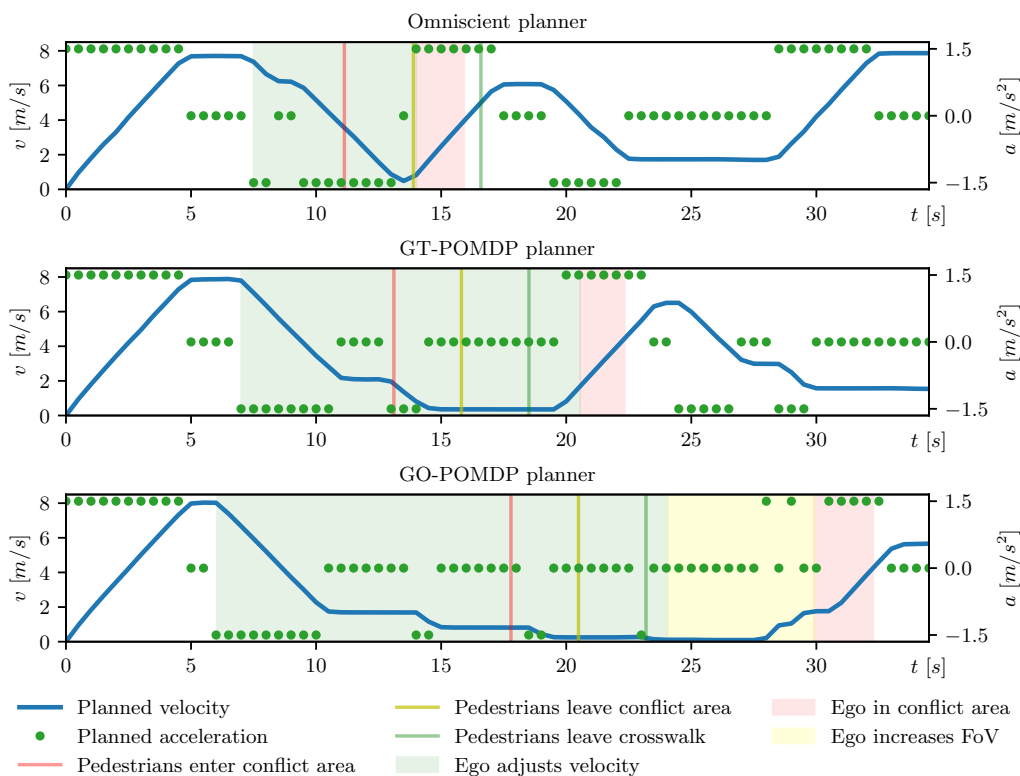 Omniscient planner
8
6
4
2
0
v [m/s]
1.5
0.0
−1.5
a [m/s²]
0 5 10 15 20 25 30 t [s]
GT-POMDP planner
8
6
4
2
0
v [m/s]
1.5
0.0
−1.5
a [m/s²]
0 5 10 15 20 25 30 t [s]
GO-POMDP planner
8
6
4
2
0
v [m/s]
1.5
0.0
−1.5
a [m/s²]
0 5 10 15 20 25 30 t [s]
Planned velocity
Planned acceleration
Pedestrians enter conflict area
Pedestrians leave conflict area
Pedestrians leave crosswalk
Ego adjusts velocity
Ego in conflict area
Ego increases FoV